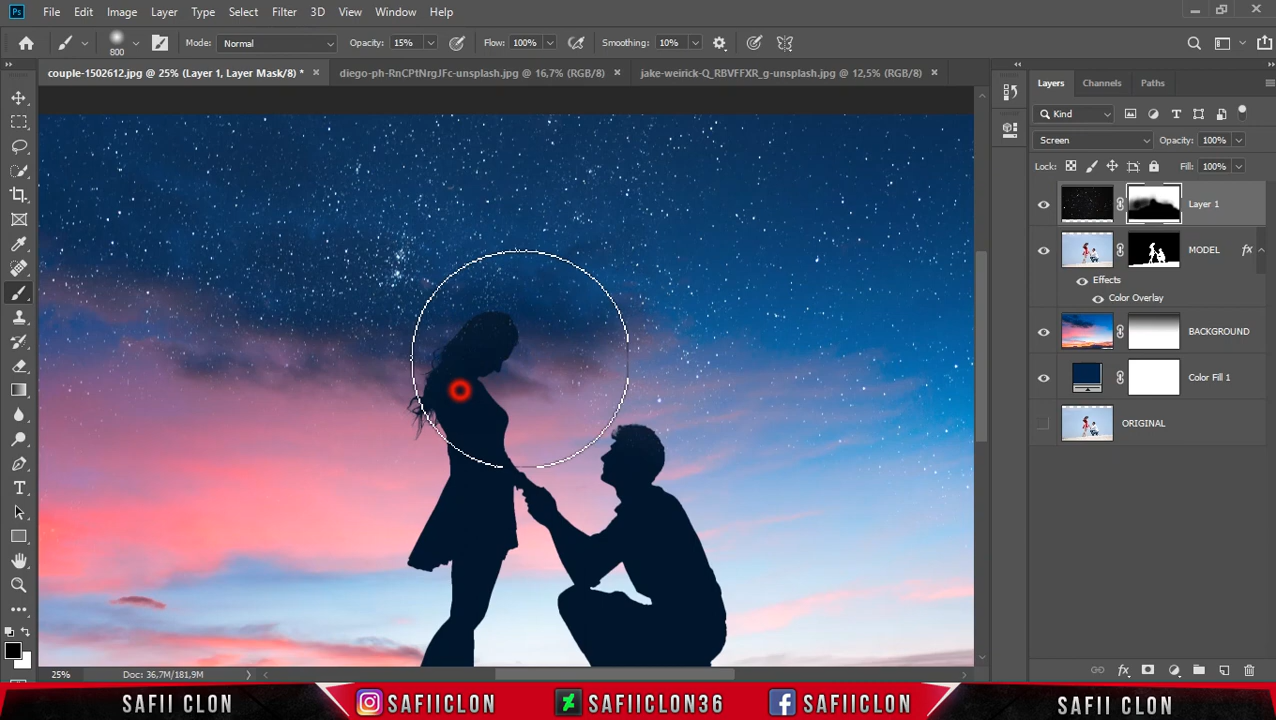 Ps File Edit Image Layer Type Select Filter 3D View Window Help
800 Mode: Normal Opacity: 15% Flow: 100% Smoothing: 10%
couple-1502612.jpg @ 25% (Layer 1, Layer Mask/8) * × diego-ph-RnCPtNrgJFc-unsplash.jpg @ 16,7% (RGB/8) × jake-weirick-Q_RBVFFXR_g-unsplash.jpg @ 12,5% (RGB/8) ×
Layers Channels Paths
Kind
Screen Opacity: 100%
Lock: Fill: 100%
Layer 1
MODEL fx
Effects
Color Overlay
BACKGROUND
Color Fill 1
ORIGINAL
25% Doc: 36,7M/181,9M
SAFII CLON SAFIICLON SAFIICLON36 SAFIICLON SAFII CLON